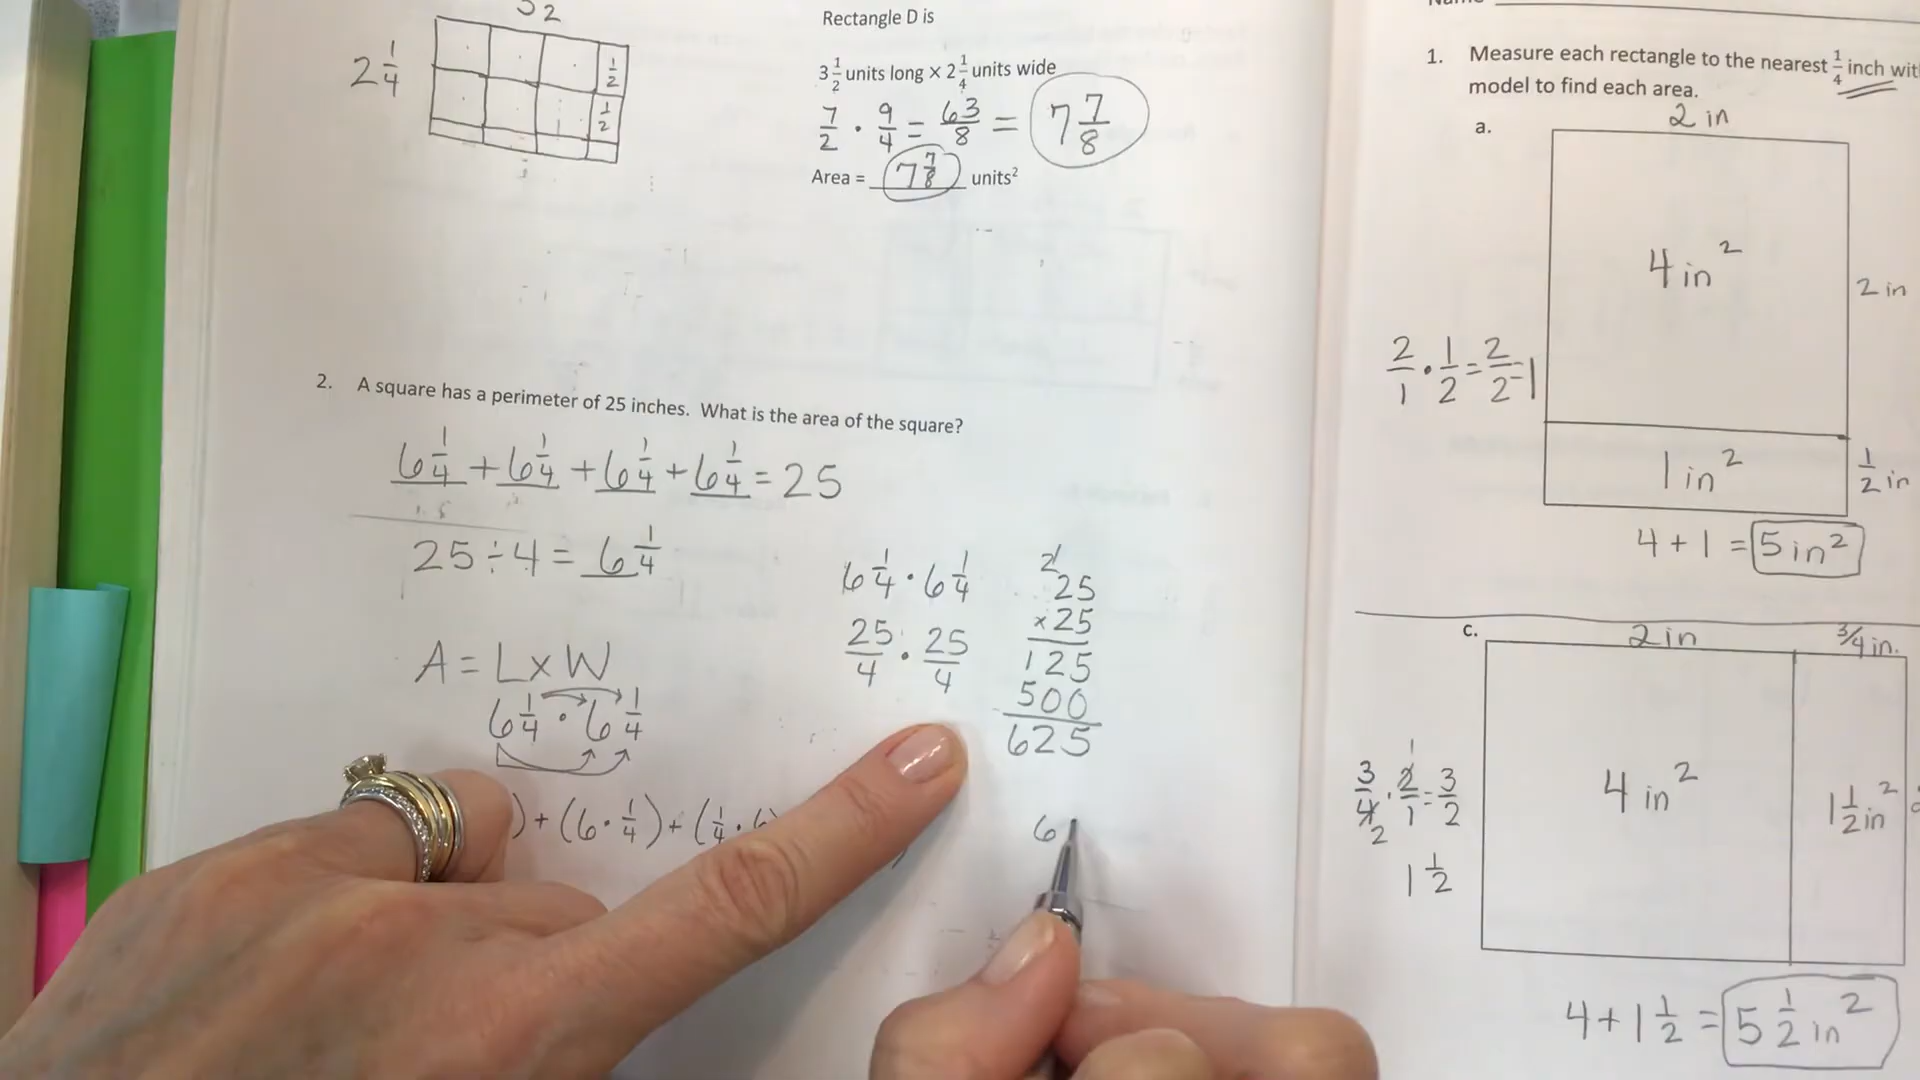 2 1/4
1/2
1/2
Rectangle D is
3 1/2 units long × 2 1/4 units wide
7/2 · 9/4 = 63/8 = 7 7/8
Area = 7 7/8 units²
2. A square has a perimeter of 25 inches. What is the area of the square?
6 1/4 + 6 1/4 + 6 1/4 + 6 1/4 = 25
25 ÷ 4 = 6 1/4
A = L x W
6 1/4 · 6 1/4
) + (6 · 1/4) + (1/4 · 6
6 1/4 · 6 1/4
25/4 · 25/4
2
25
×25
125
500
625
6
1. Measure each rectangle to the nearest 1/4 inch wit
model to find each area.
a.
2 in
4 in²
2 in
2/1 · 1/2 = 2/2 = 1
1 in²
1/2 in
4 + 1 = 5 in²
c.
2 in
3/4 in.
4 in²
1 1/2 in²
3/4 · 2/1 = 3/2
2
1
1 1/2
4 + 1 1/2 = 5 1/2 in²